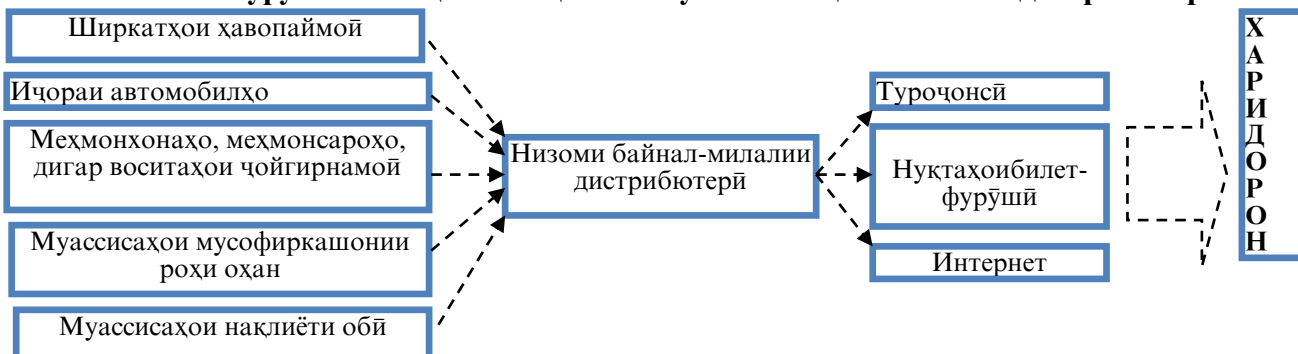 Ширкатҳои ҳавопаймоӣ
Иҷораи автомобилҳо
Меҳмонхонаҳо, меҳмонсароҳо,
дигар воситаҳои ҷойгирнамоӣ
Муассисаҳои мусофиркашонии
роҳи оҳан
Муассисаҳои нақлиёти обӣ
Низоми байнал-милалии
дистрибютерӣ
Туроҷонсӣ
Нуқтаҳоибилет-
фурӯшӣ
Интернет
Х
А
Р
И
Д
О
Р
О
Н